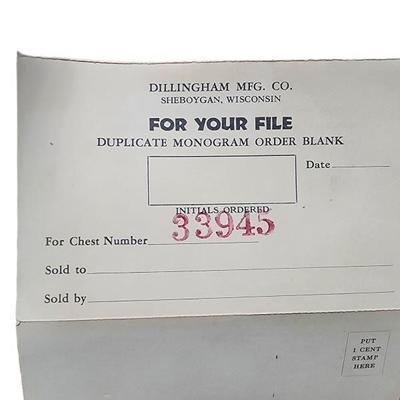 DILLINGHAM MFG. CO.
SHEBOYGAN, WISCONSIN
FOR YOUR FILE
DUPLICATE MONOGRAM ORDER BLANK
Date
INITIALS ORDERED
For Chest Number 33945
Sold to
Sold by
PUT
1 CENT
STAMP
HERE